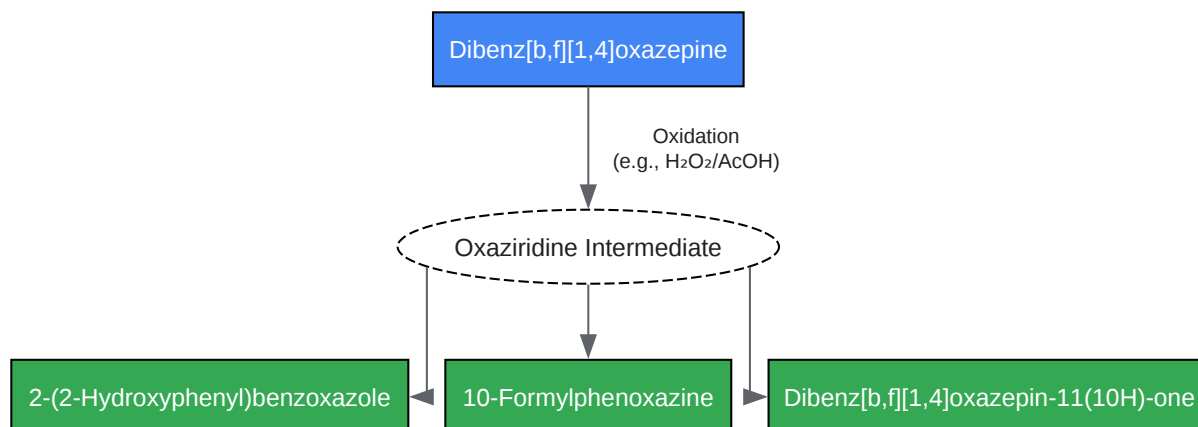 Dibenz[b,f][1,4]oxazepine
Oxidation
(e.g., H₂O₂/AcOH)
Oxaziridine Intermediate
2-(2-Hydroxyphenyl)benzoxazole
10-Formylphenoxazine
Dibenz[b,f][1,4]oxazepin-11(10H)-one